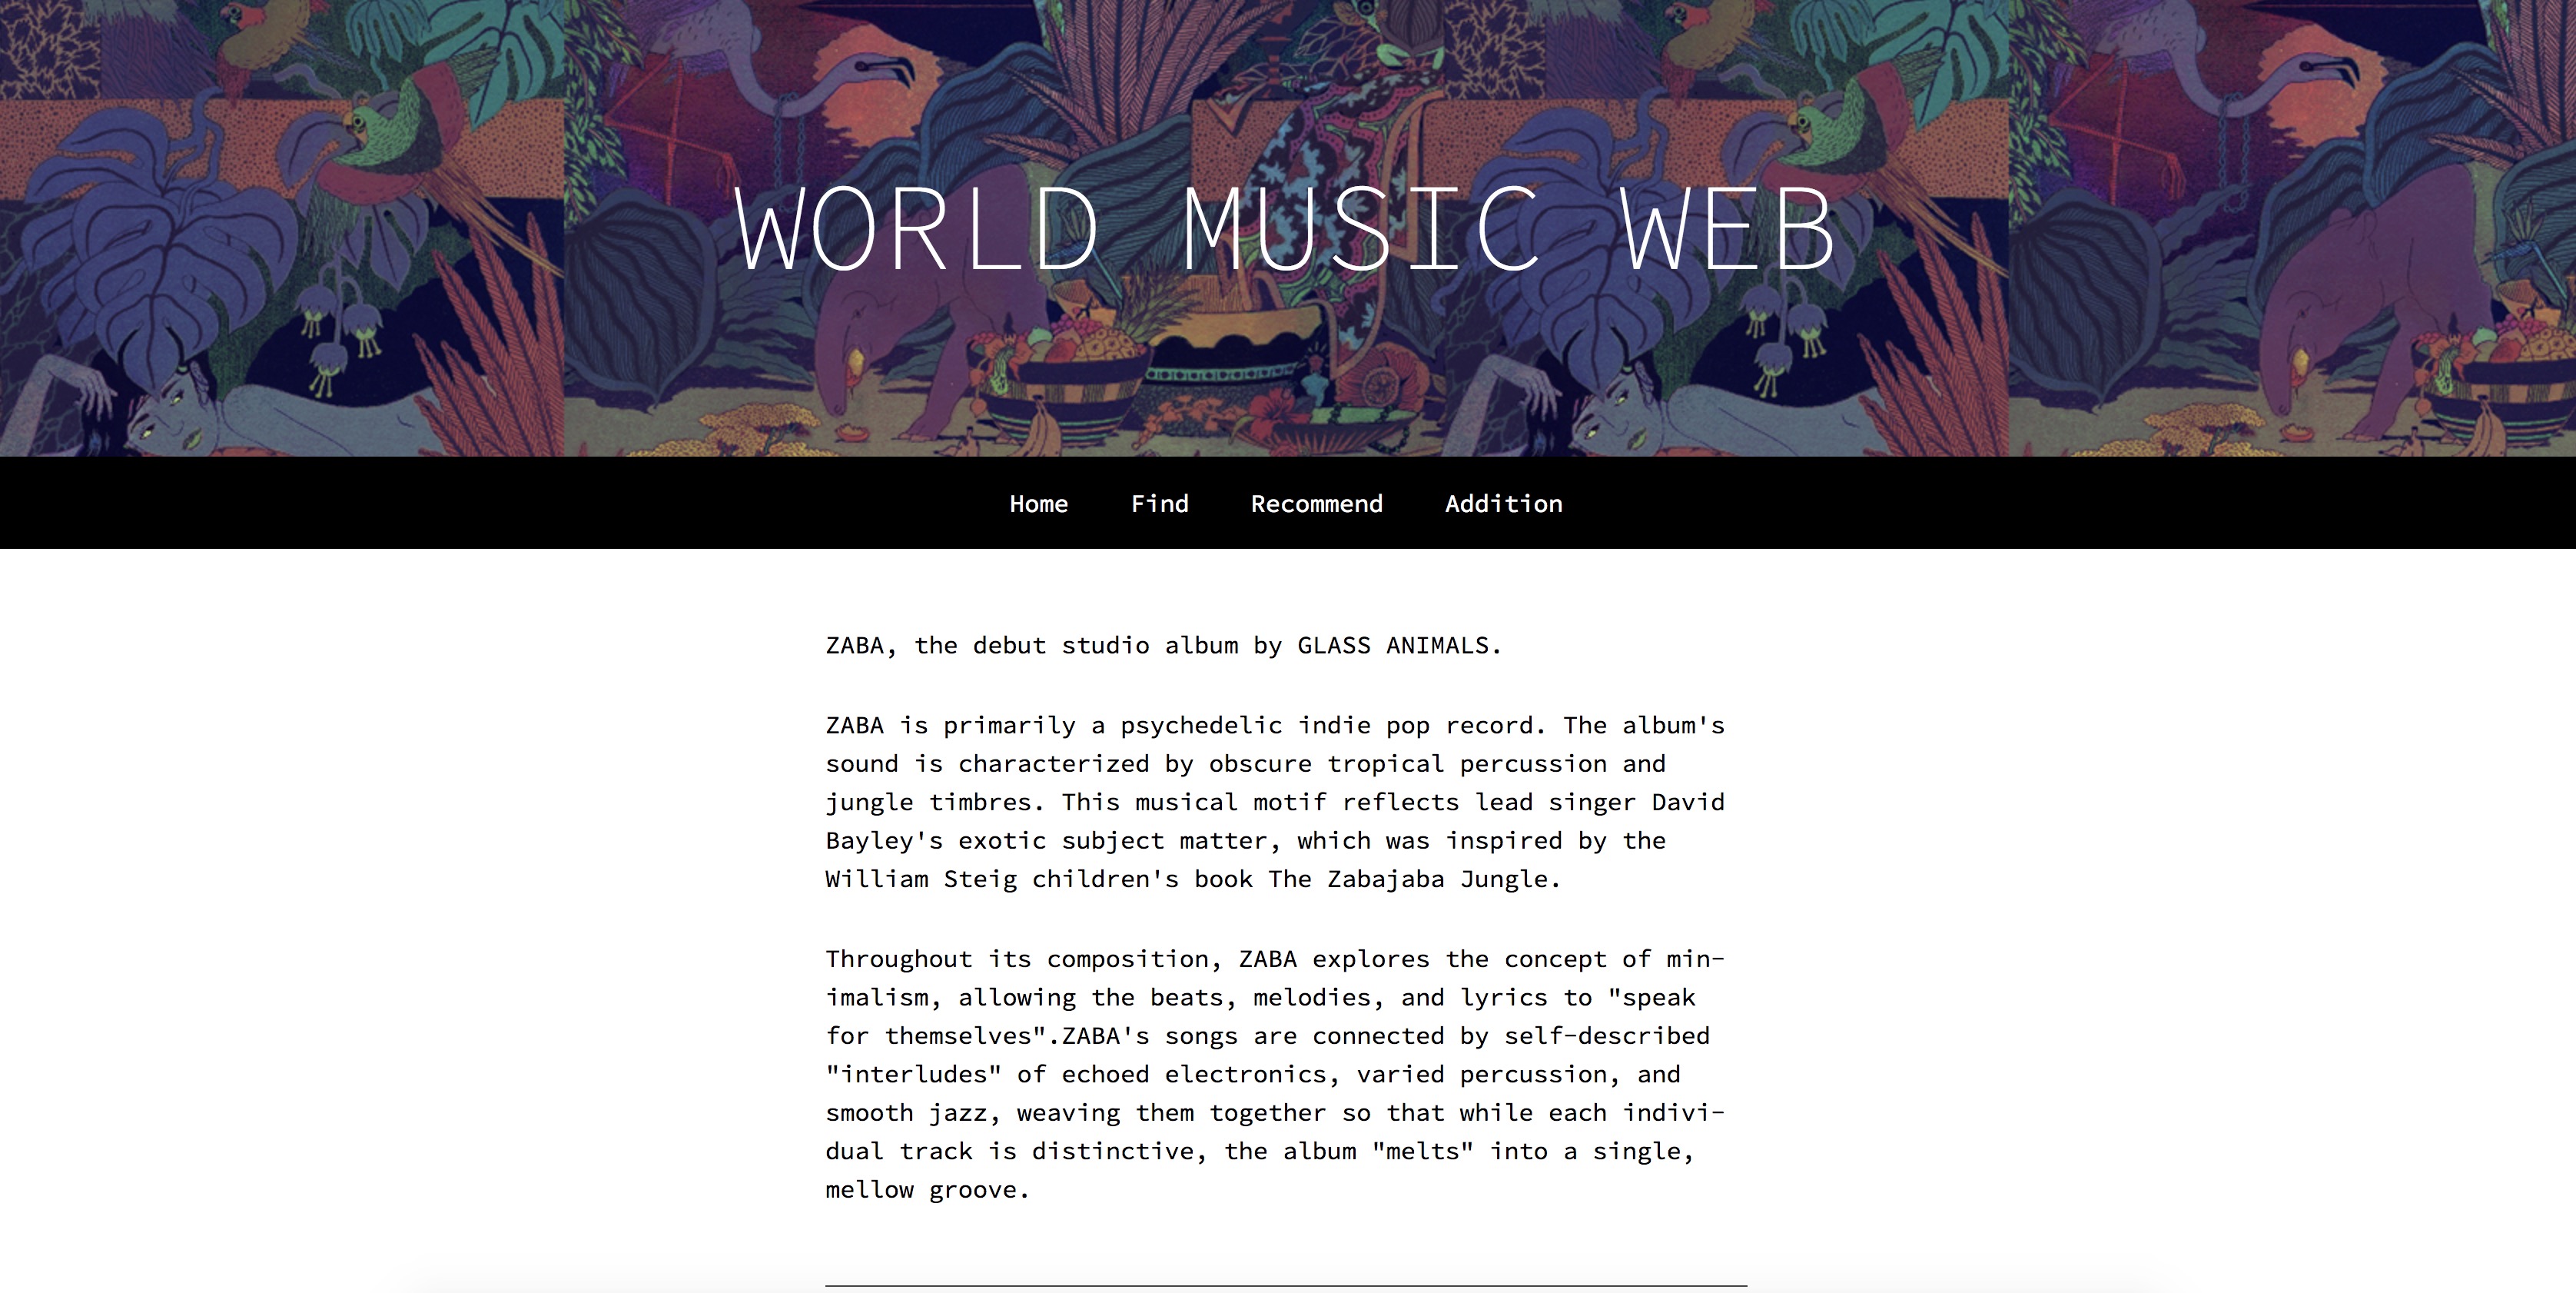 WORLD MUSIC WEB
Home Find Recommend Addition
ZABA, the debut studio album by GLASS ANIMALS.
ZABA is primarily a psychedelic indie pop record. The album's
sound is characterized by obscure tropical percussion and
jungle timbres. This musical motif reflects lead singer David
Bayley's exotic subject matter, which was inspired by the
William Steig children's book The Zabajaba Jungle.
Throughout its composition, ZABA explores the concept of min-
imalism, allowing the beats, melodies, and lyrics to "speak
for themselves".ZABA's songs are connected by self-described
"interludes" of echoed electronics, varied percussion, and
smooth jazz, weaving them together so that while each indivi-
dual track is distinctive, the album "melts" into a single,
mellow groove.